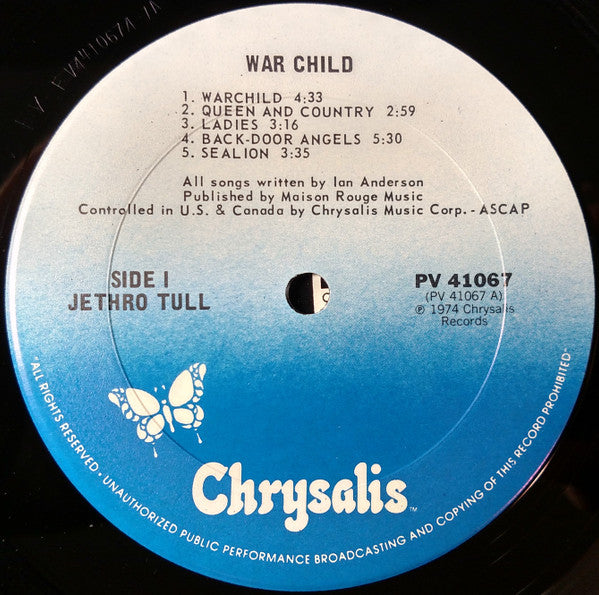 WAR CHILD
1. WARCHILD 4:33
2. QUEEN AND COUNTRY 2:59
3. LADIES 3:16
4. BACK-DOOR ANGELS 5:30
5. SEALION 3:35
All songs written by Ian Anderson
Published by Maison Rouge Music
Controlled in U.S. & Canada by Chrysalis Music Corp. - ASCAP
SIDE I
JETHRO TULL
PV 41067
(PV 41067 A)
℗ 1974 Chrysalis
Records
Chrysalis™
"ALL RIGHTS RESERVED. UNAUTHORIZED PUBLIC PERFORMANCE BROADCASTING AND COPYING OF THIS RECORD PROHIBITED"